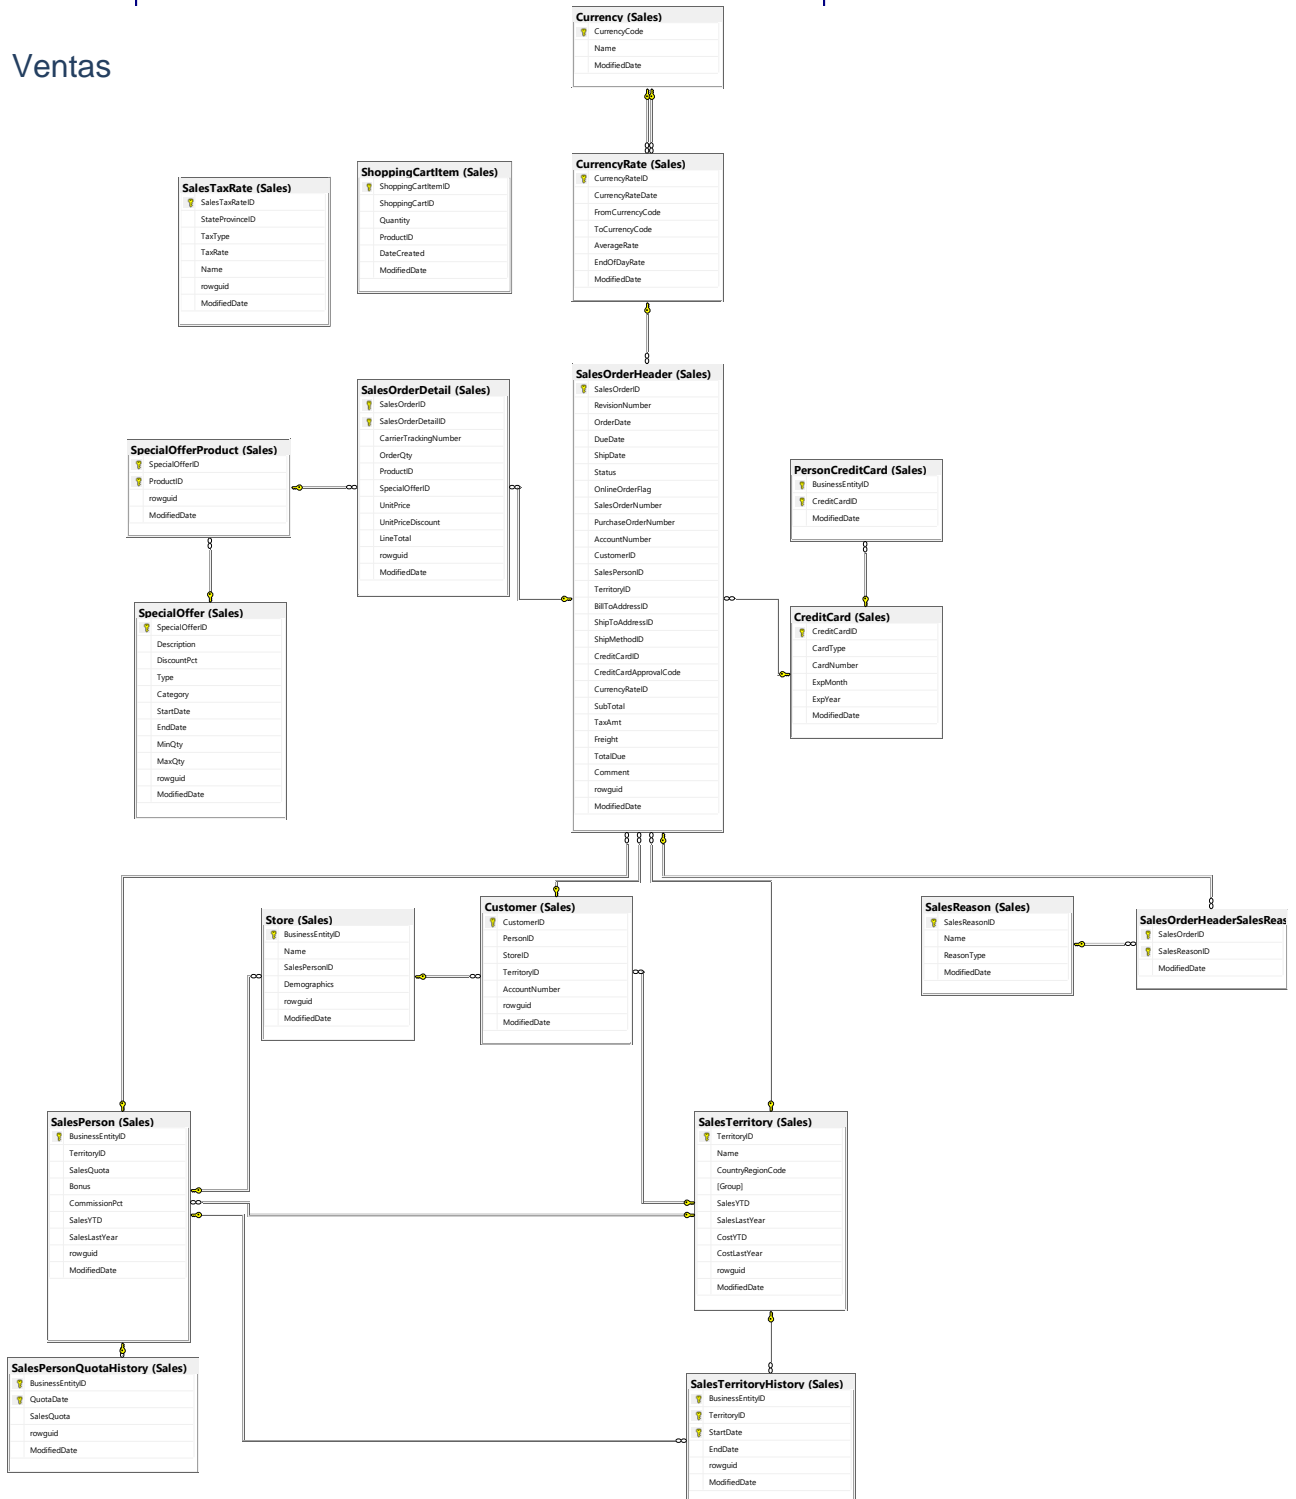 Ventas
Currency (Sales)
CurrencyCode
Name
ModifiedDate
CurrencyRate (Sales)
CurrencyRateID
CurrencyRateDate
FromCurrencyCode
ToCurrencyCode
AverageRate
EndOfDayRate
ModifiedDate
ShoppingCartItem (Sales)
ShoppingCartItemID
ShoppingCartID
Quantity
ProductID
DateCreated
ModifiedDate
SalesTaxRate (Sales)
SalesTaxRateID
StateProvinceID
TaxType
TaxRate
Name
rowguid
ModifiedDate
SalesOrderHeader (Sales)
SalesOrderID
RevisionNumber
OrderDate
DueDate
ShipDate
Status
OnlineOrderFlag
SalesOrderNumber
PurchaseOrderNumber
AccountNumber
CustomerID
SalesPersonID
TerritoryID
BillToAddressID
ShipToAddressID
ShipMethodID
CreditCardID
CreditCardApprovalCode
CurrencyRateID
SubTotal
TaxAmt
Freight
TotalDue
Comment
rowguid
ModifiedDate
SalesOrderDetail (Sales)
SalesOrderID
SalesOrderDetailID
CarrierTrackingNumber
OrderQty
ProductID
SpecialOfferID
UnitPrice
UnitPriceDiscount
LineTotal
rowguid
ModifiedDate
SpecialOfferProduct (Sales)
SpecialOfferID
ProductID
rowguid
ModifiedDate
PersonCreditCard (Sales)
BusinessEntityID
CreditCardID
ModifiedDate
SpecialOffer (Sales)
SpecialOfferID
Description
DiscountPct
Type
Category
StartDate
EndDate
MinQty
MaxQty
rowguid
ModifiedDate
CreditCard (Sales)
CreditCardID
CardType
CardNumber
ExpMonth
ExpYear
ModifiedDate
Store (Sales)
BusinessEntityID
Name
SalesPersonID
Demographics
rowguid
ModifiedDate
Customer (Sales)
CustomerID
PersonID
StoreID
TerritoryID
AccountNumber
rowguid
ModifiedDate
SalesReason (Sales)
SalesReasonID
Name
ReasonType
ModifiedDate
SalesOrderHeaderSalesReas
SalesOrderID
SalesReasonID
ModifiedDate
SalesPerson (Sales)
BusinessEntityID
TerritoryID
SalesQuota
Bonus
CommissionPct
SalesYTD
SalesLastYear
rowguid
ModifiedDate
SalesTerritory (Sales)
TerritoryID
Name
CountryRegionCode
[Group]
SalesYTD
SalesLastYear
CostYTD
CostLastYear
rowguid
ModifiedDate
SalesPersonQuotaHistory (Sales)
BusinessEntityID
QuotaDate
SalesQuota
rowguid
ModifiedDate
SalesTerritoryHistory (Sales)
BusinessEntityID
TerritoryID
StartDate
EndDate
rowguid
ModifiedDate